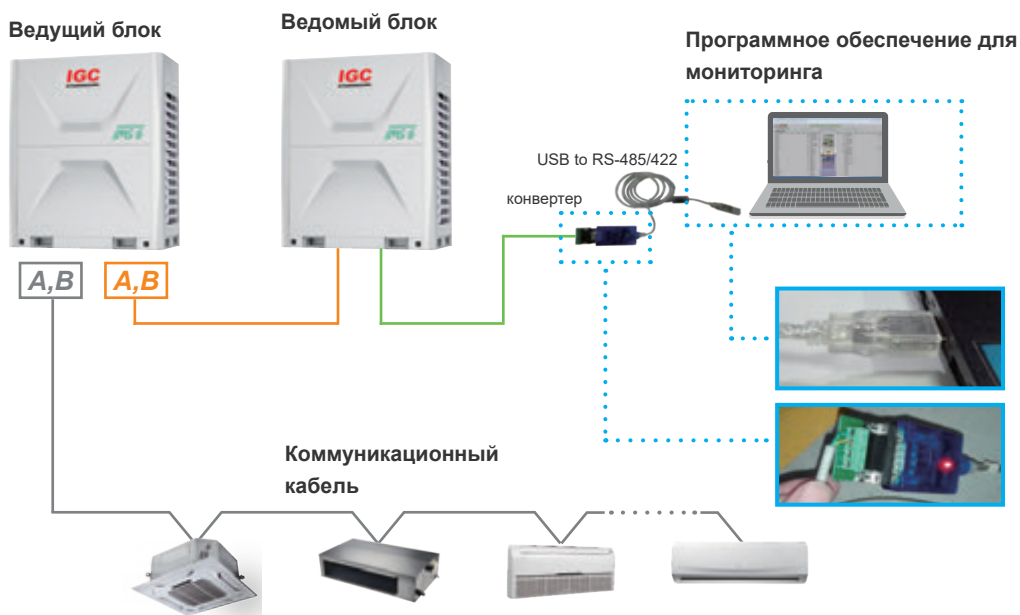 Ведущий блок
Ведомый блок
Программное обеспечение для
мониторинга
IGC
IGC
USB to RS-485/422
конвертер
A,B
A,B
Коммуникационный
кабель